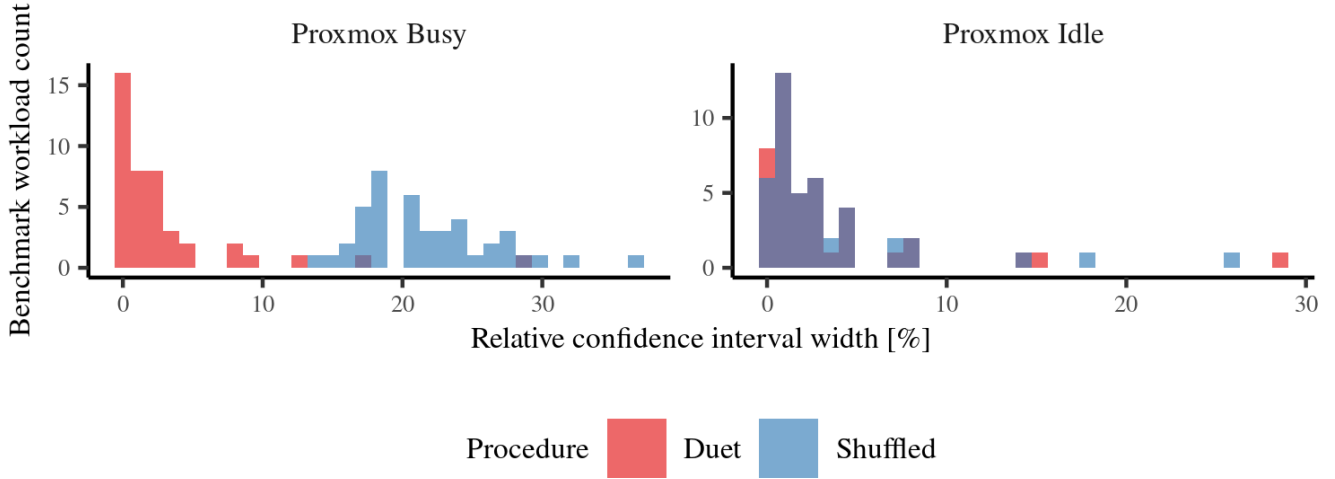 Proxmox Busy
Proxmox Idle
Benchmark workload count
15
10
5
0
10
5
0
0 10 20 30
0 10 20 30
Relative confidence interval width [%]
Procedure Duet Shuffled